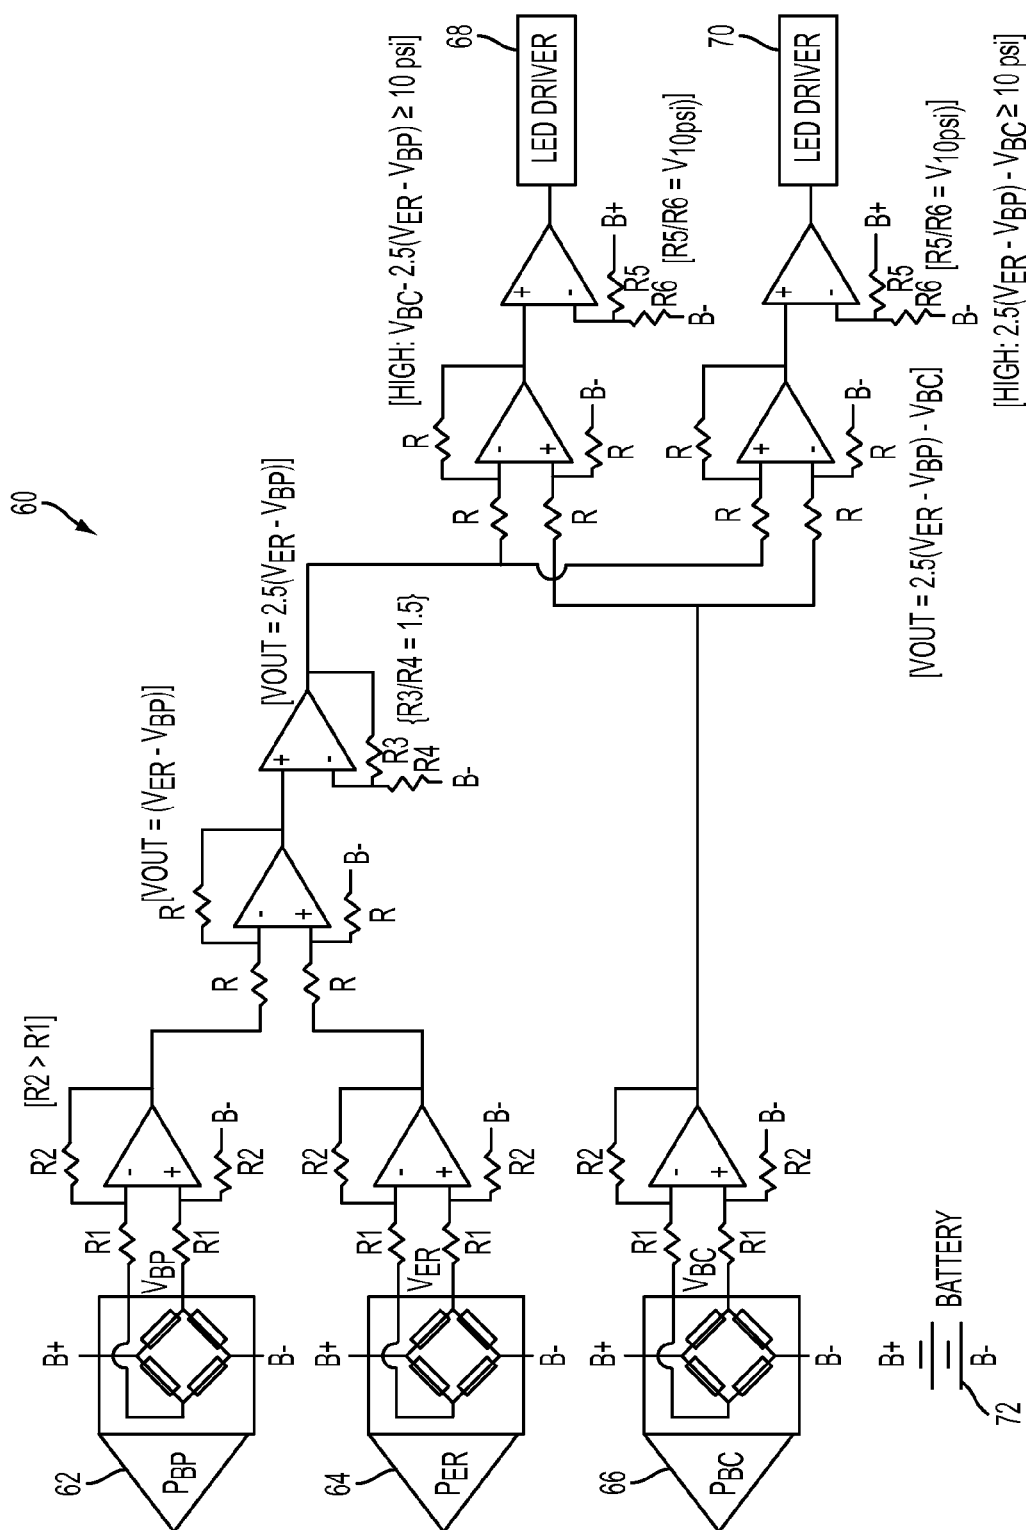 60
62
PBP
B+
B-
VBP
R1
R1
R2
R2
B-
[R2 > R1]
64
PER
B+
B-
VER
R1
R1
R2
R2
B-
66
PBC
B+
B-
VBC
R1
R1
R2
R2
B-
B+
B-
BATTERY
72
R
R
R
R
B-
[VOUT = (VER - VBP)]
R3
R4
B-
{R3/R4 = 1.5}
[VOUT = 2.5(VER - VBP)]
R
R
R
R
B-
[HIGH: VBC- 2.5(VER - VBP) ≥ 10 psi]
R5
R6
B+
B-
[R5/R6 = V10psi)]
LED DRIVER
68
R
R
R
R
B-
[VOUT = 2.5(VER - VBP) - VBC]
R5
R6
B+
B-
[R5/R6 = V10psi)]
LED DRIVER
70
[HIGH: 2.5(VER - VBP) - VBC ≥ 10 psi]